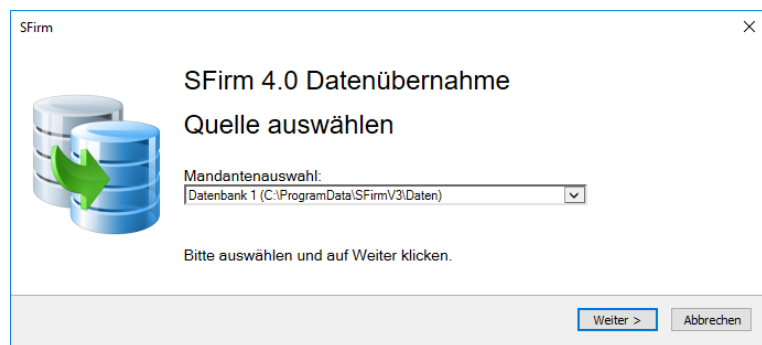 SFirm
SFirm 4.0 Datenübernahme
Quelle auswählen
Mandantenauswahl:
Datenbank 1 (C:\ProgramData\SFirmV3\Daten)
Bitte auswählen und auf Weiter klicken.
Weiter > Abbrechen